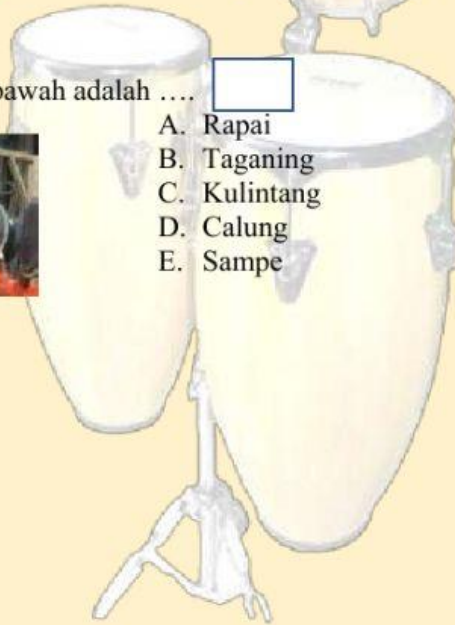 bawah adalah ….
A. Rapai
B. Taganing
C. Kulintang
D. Calung
E. Sampe